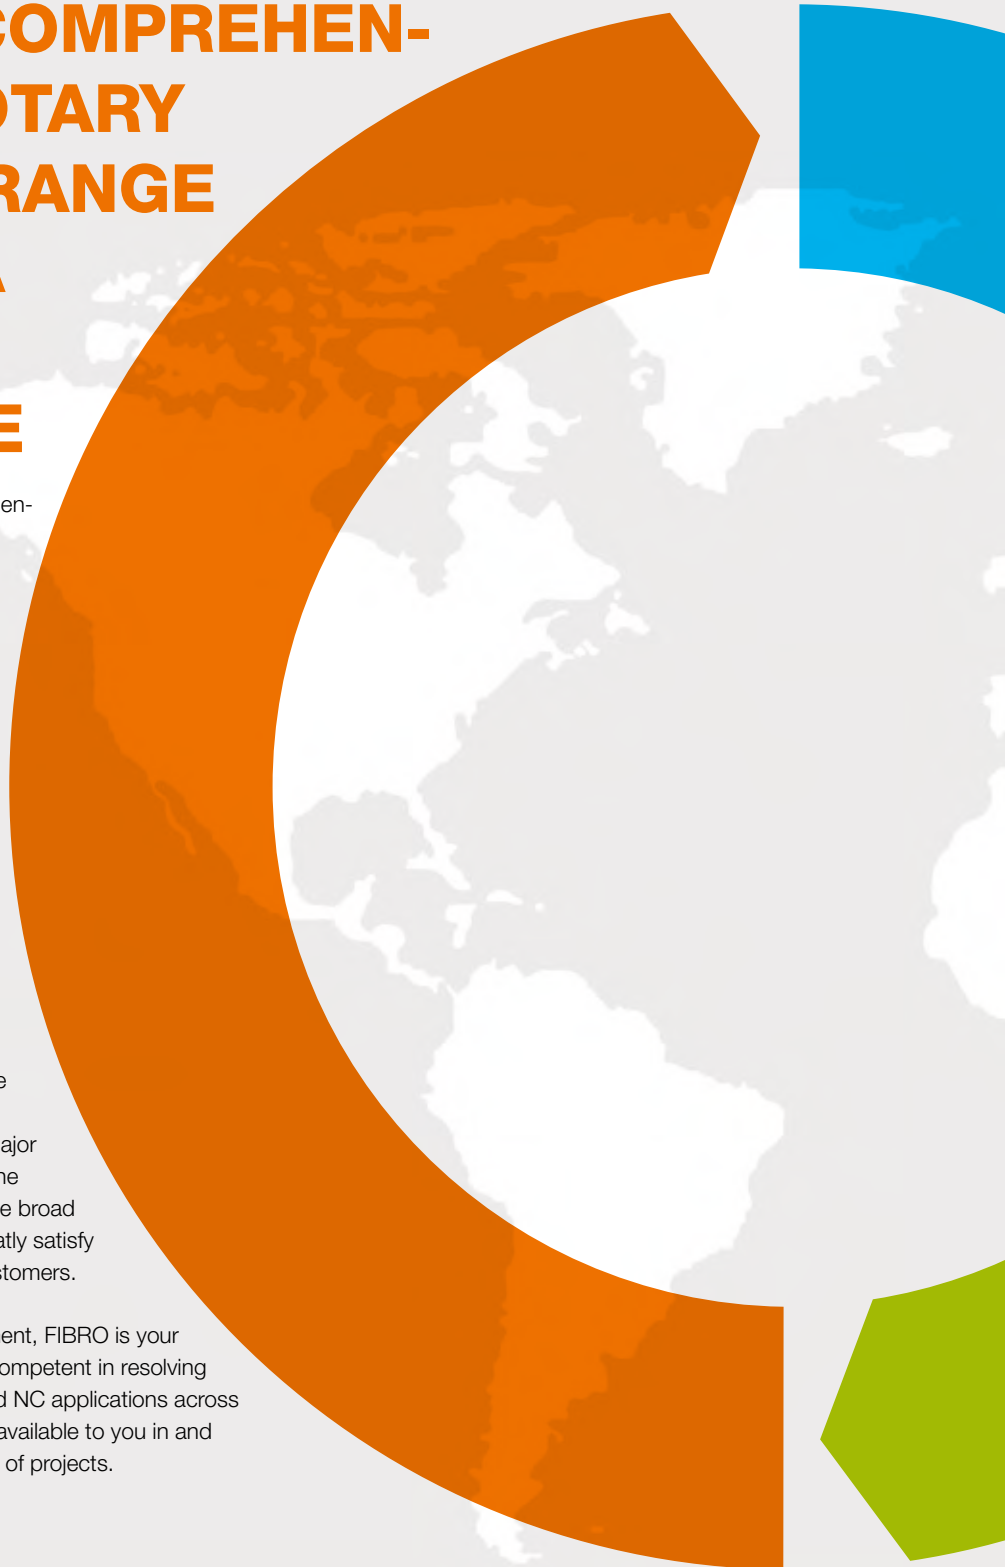 COMPREHEN-
OTARY
RANGE
A
E
en-
e
ajor
ne
e broad
atly satisfy
stomers.
ent, FIBRO is your
ompetent in resolving
d NC applications across
available to you in and
of projects.